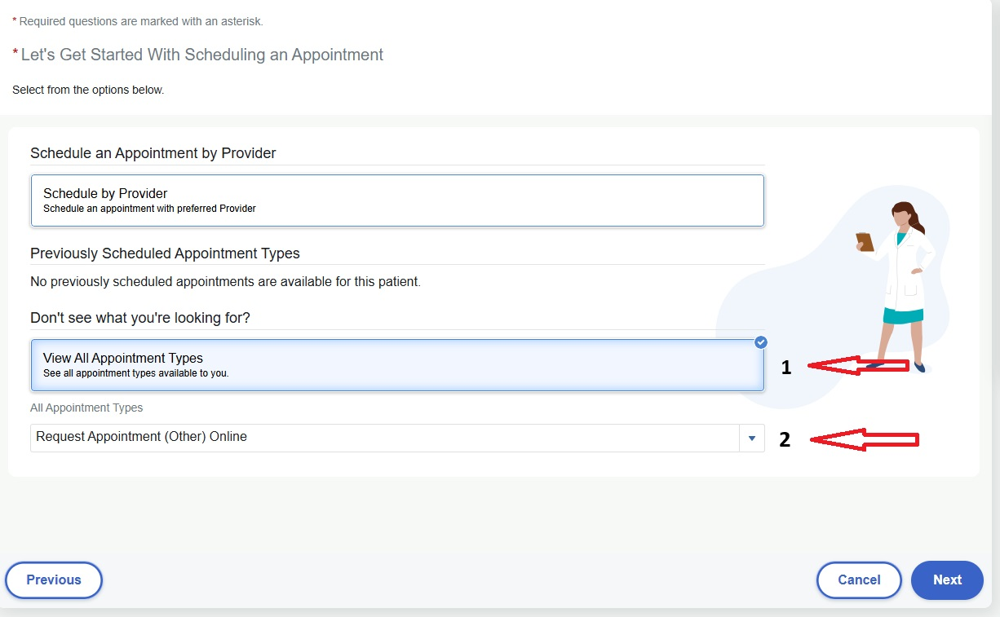 * Required questions are marked with an asterisk.
* Let's Get Started With Scheduling an Appointment
Select from the options below.
Schedule an Appointment by Provider
Schedule by Provider
Schedule an appointment with preferred Provider
Previously Scheduled Appointment Types
No previously scheduled appointments are available for this patient.
Don't see what you're looking for?
View All Appointment Types
See all appointment types available to you.
1
All Appointment Types
Request Appointment (Other) Online
2
Previous
Cancel
Next